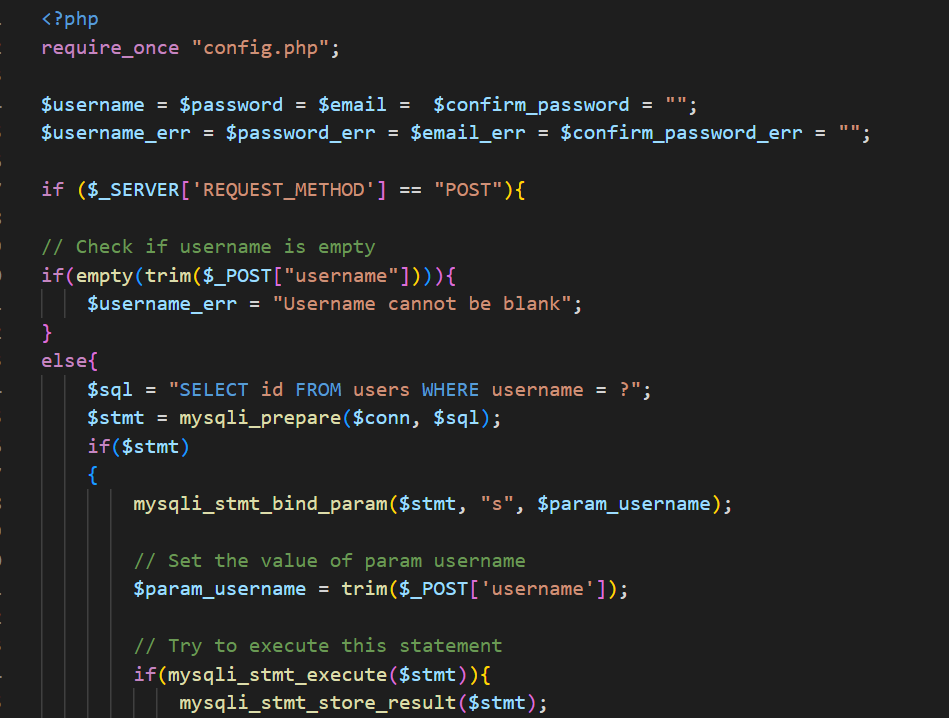 <?php
require_once "config.php";
$username = $password = $email =  $confirm_password = "";
$username_err = $password_err = $email_err = $confirm_password_err = "";
if ($_SERVER['REQUEST_METHOD'] == "POST"){
// Check if username is empty
if(empty(trim($_POST["username"]))){
    $username_err = "Username cannot be blank";
}
else{
    $sql = "SELECT id FROM users WHERE username = ?";
    $stmt = mysqli_prepare($conn, $sql);
    if($stmt)
    {
        mysqli_stmt_bind_param($stmt, "s", $param_username);
        // Set the value of param username
        $param_username = trim($_POST['username']);
        // Try to execute this statement
        if(mysqli_stmt_execute($stmt)){
            mysqli_stmt_store_result($stmt);